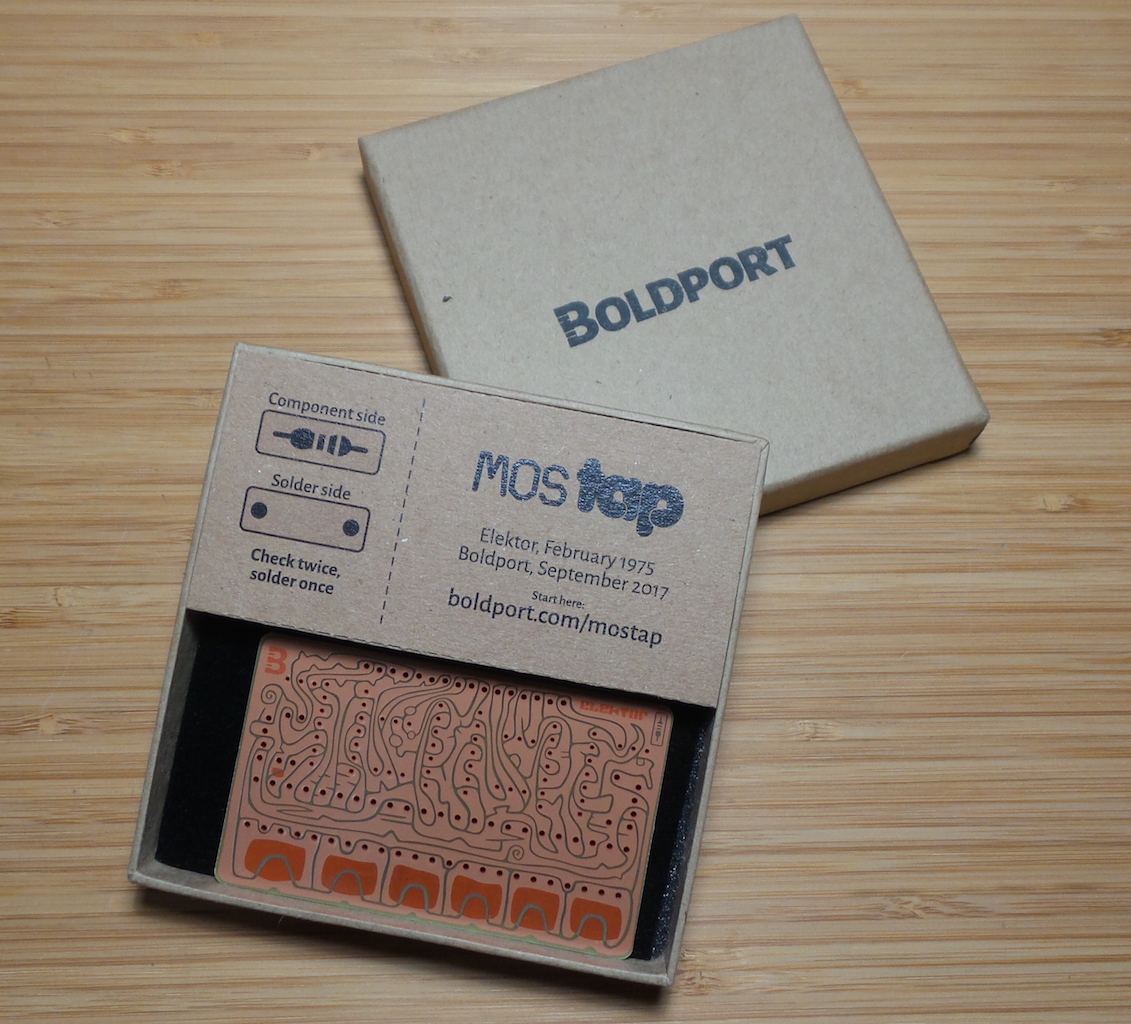 BOLDPORT
Component side
Solder side
Check twice,
solder once
MOS tap
Elektor, February 1975
Boldport, September 2017
Start here:
boldport.com/mostap
B
ELEKTOR